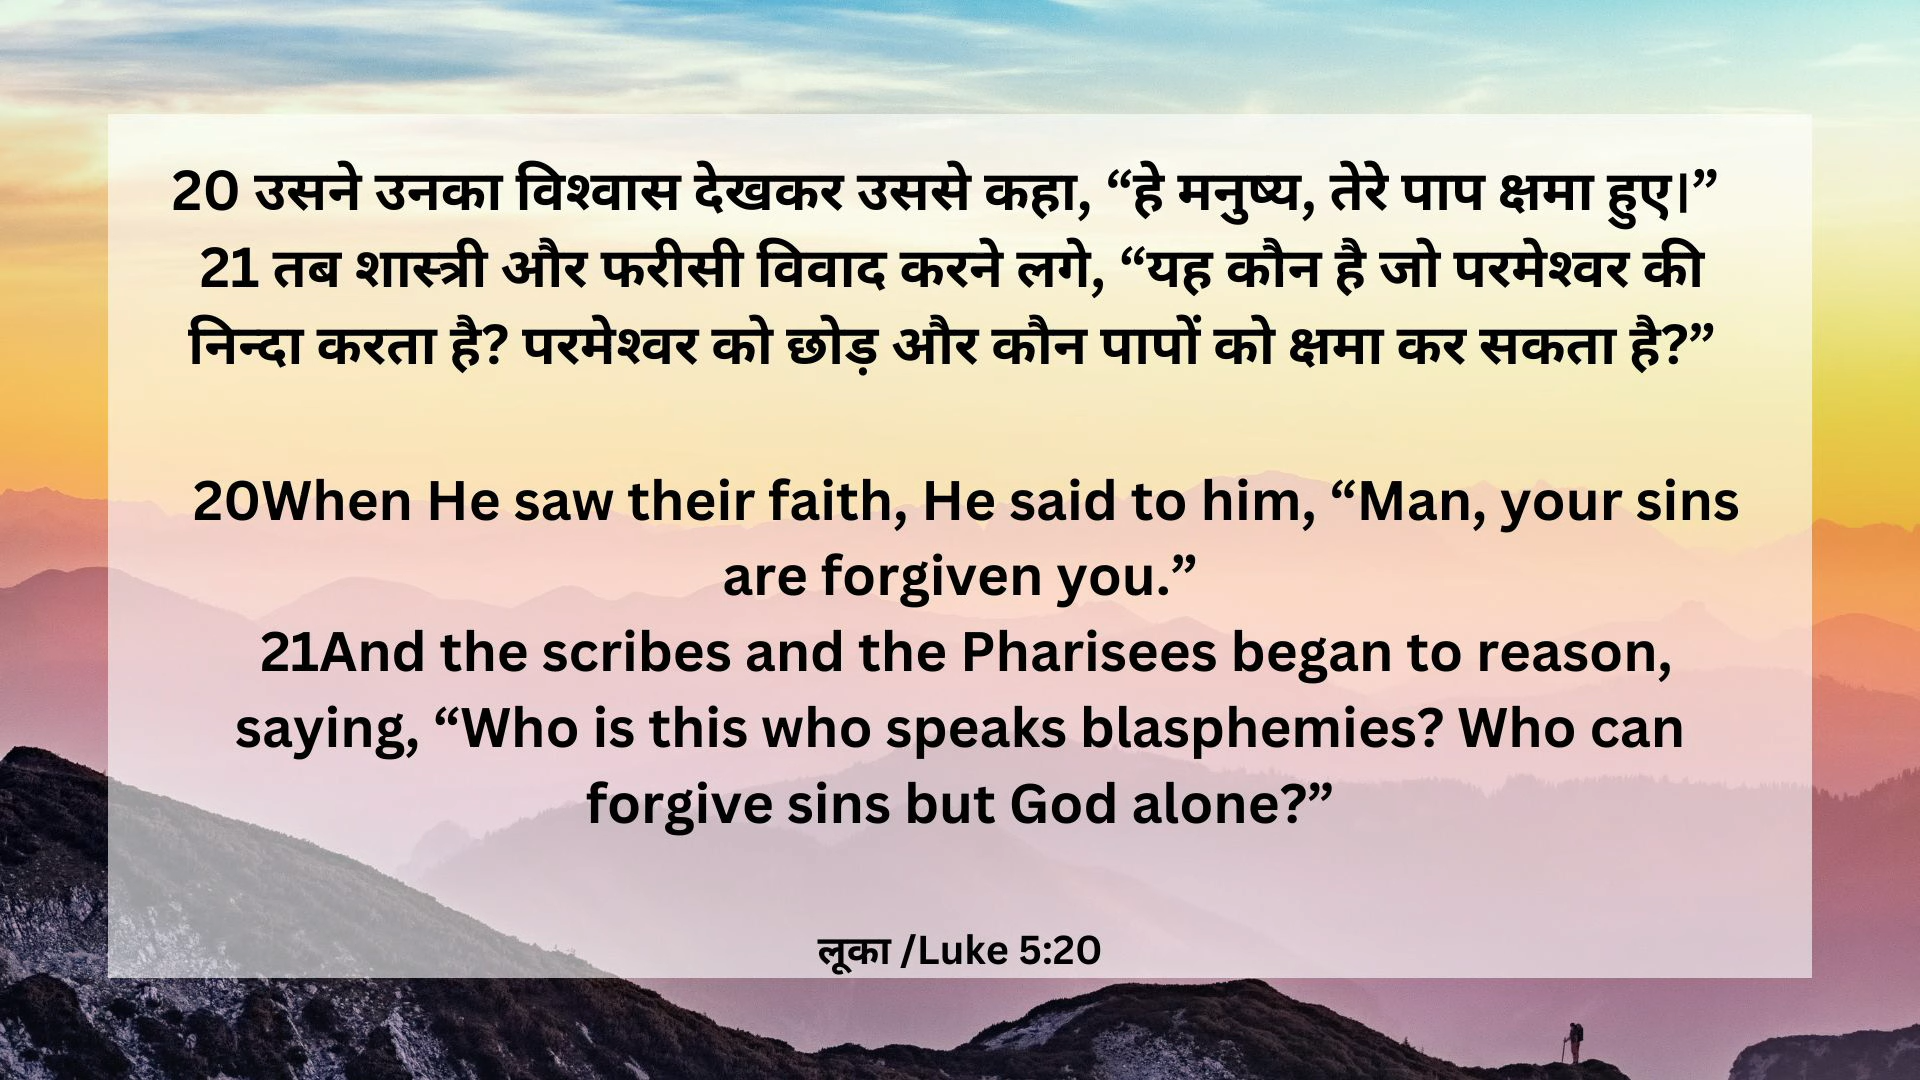 20 उसने उनका विश्‍वास देखकर उससे कहा, “हे मनुष्य, तेरे पाप क्षमा हुए।”
21 तब शास्त्री और फरीसी विवाद करने लगे, “यह कौन है जो परमेश्‍वर की
निन्दा करता है? परमेश्‍वर को छोड़ और कौन पापों को क्षमा कर सकता है?”
20When He saw their faith, He said to him, “Man, your sins
are forgiven you.”
21And the scribes and the Pharisees began to reason,
saying, “Who is this who speaks blasphemies? Who can
forgive sins but God alone?”
लूका /Luke 5:20